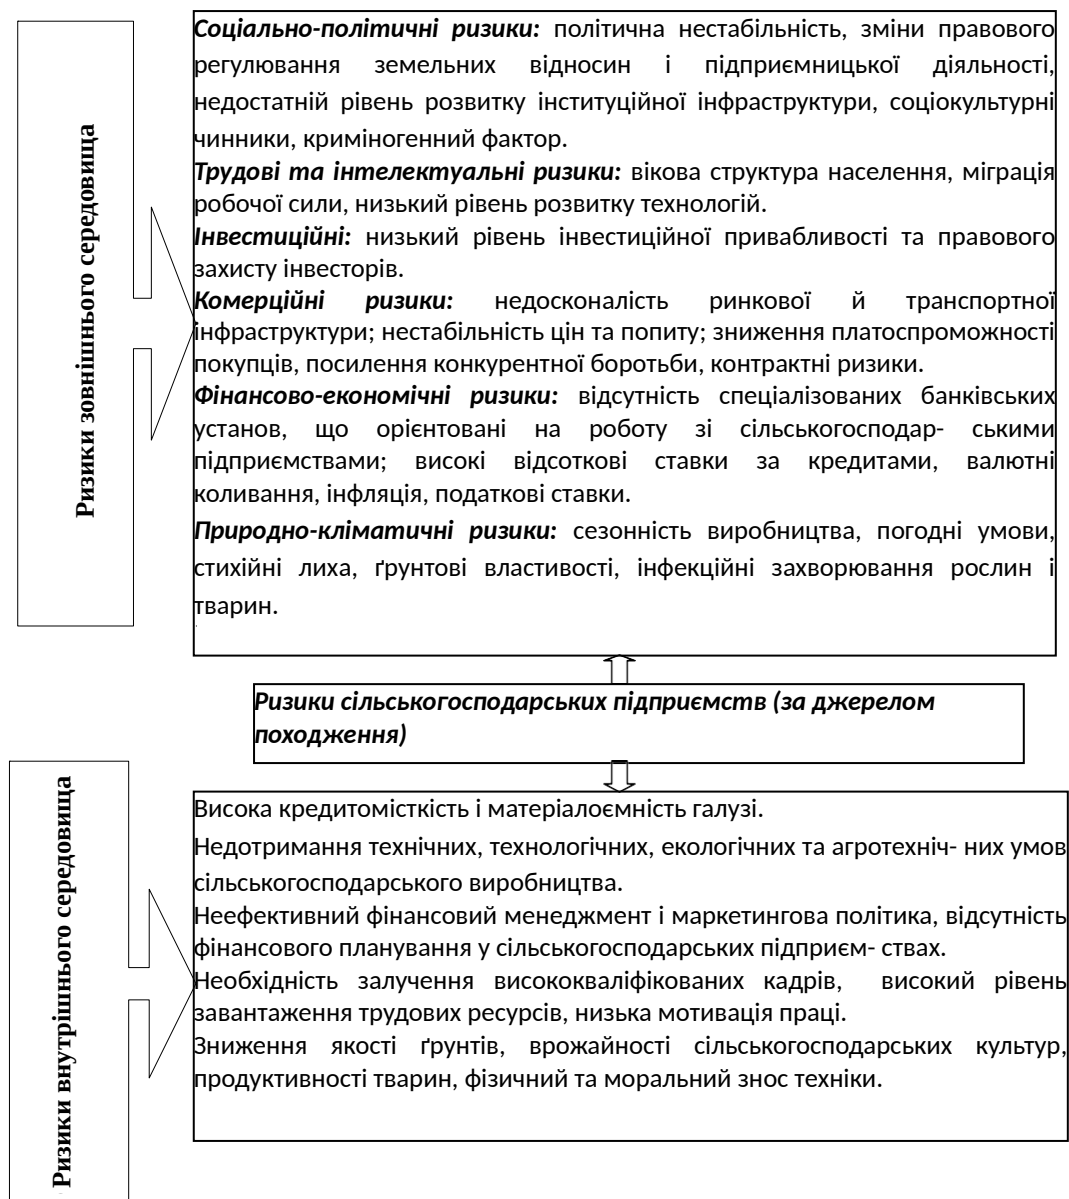 Ризики зовнішнього середовища
Соціально-політичні ризики: політична нестабільність, зміни правового
регулювання земельних відносин і підприємницької діяльності,
недостатній рівень розвитку інституційної інфраструктури, соціокультурні
чинники, криміногенний фактор.
Трудові та інтелектуальні ризики: вікова структура населення, міграція
робочої сили, низький рівень розвитку технологій.
Інвестиційні: низький рівень інвестиційної привабливості та правового
захисту інвесторів.
Комерційні ризики: недосконалість ринкової й транспортної
інфраструктури; нестабільність цін та попиту; зниження платоспроможності
покупців, посилення конкурентної боротьби, контрактні ризики.
Фінансово-економічні ризики: відсутність спеціалізованих банківських
установ, що орієнтовані на роботу зі сільськогосподар- ськими
підприємствами; високі відсоткові ставки за кредитами, валютні
коливання, інфляція, податкові ставки.
Природно-кліматичні ризики: сезонність виробництва, погодні умови,
стихійні лиха, ґрунтові властивості, інфекційні захворювання рослин і
тварин.
Ризики сільськогосподарських підприємств (за джерелом
походження)
Ризики внутрішнього середовища
Висока кредитомісткість і матеріалоємність галузі.
Недотримання технічних, технологічних, екологічних та агротехніч- них умов
сільськогосподарського виробництва.
Неефективний фінансовий менеджмент і маркетингова політика, відсутність
фінансового планування у сільськогосподарських підприєм- ствах.
Необхідність залучення висококваліфікованих кадрів, високий рівень
завантаження трудових ресурсів, низька мотивація праці.
Зниження якості ґрунтів, врожайності сільськогосподарських культур,
продуктивності тварин, фізичний та моральний знос техніки.